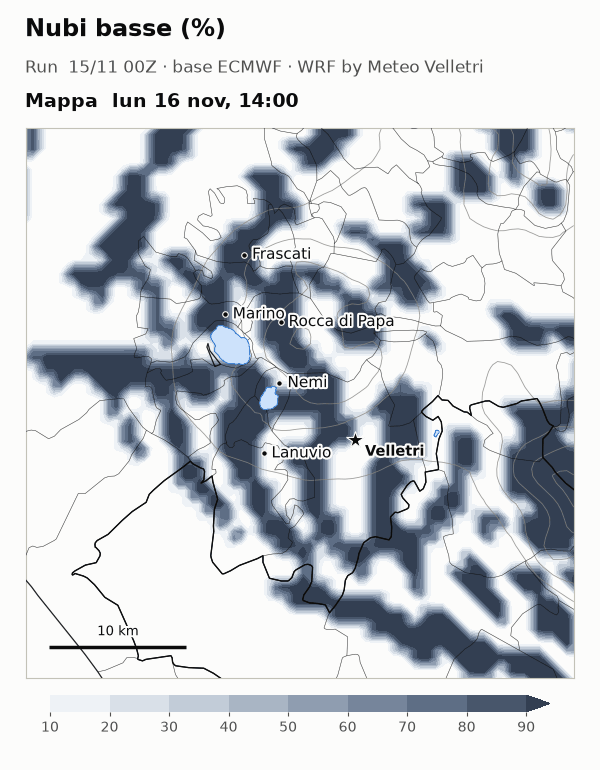 Nubi basse (%)
Run  15/11 00Z · base ECMWF · WRF by Meteo Velletri
Mappa  lun 16 nov, 14:00
Frascati
Marino
Rocca di Papa
Nemi
Velletri
Lanuvio
10 km
10 20 30 40 50 60 70 80 90